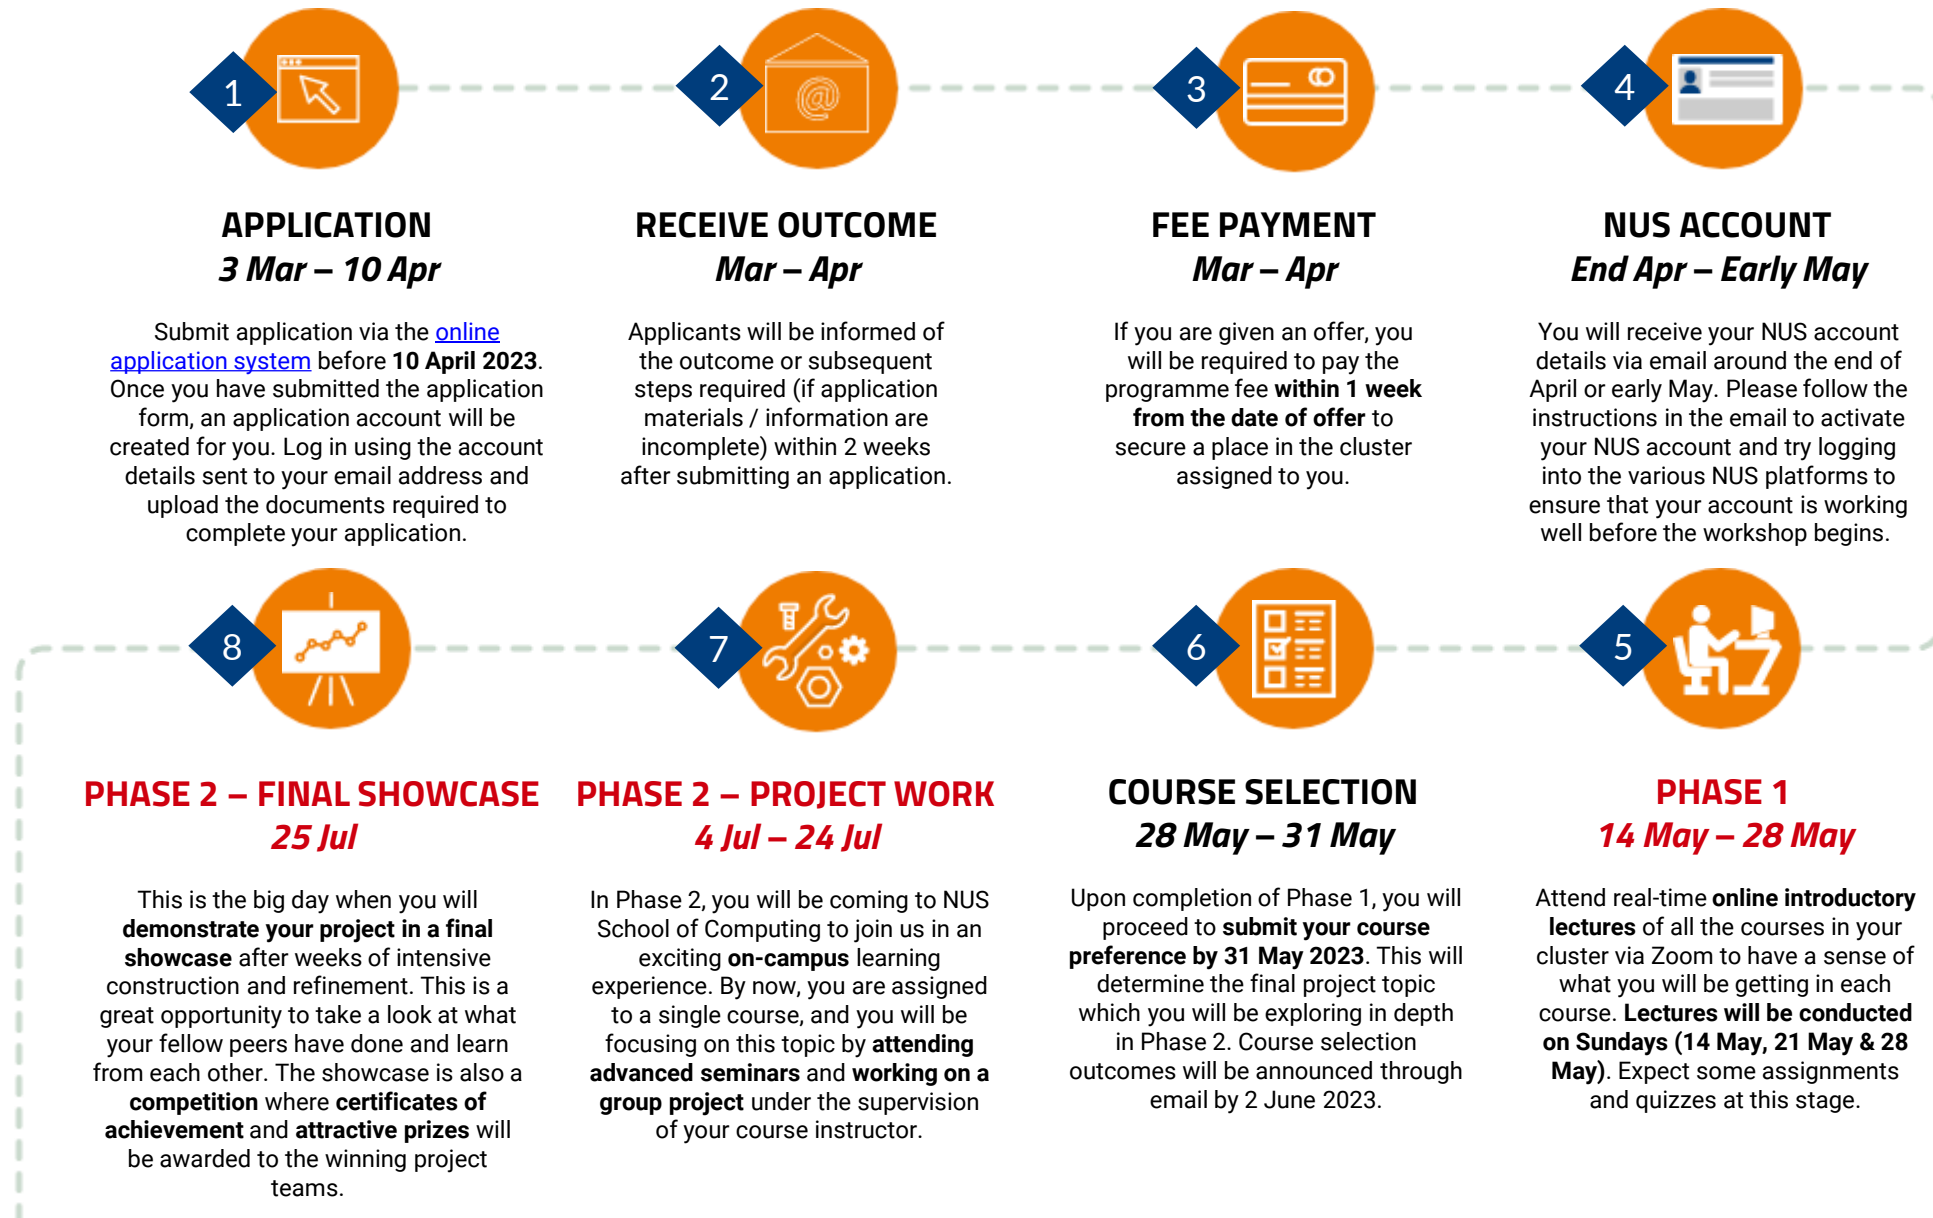 1
APPLICATION
3 Mar – 10 Apr
Submit application via the online
application system before 10 April 2023.
Once you have submitted the application
form, an application account will be
created for you. Log in using the account
details sent to your email address and
upload the documents required to
complete your application.
2
@
RECEIVE OUTCOME
Mar – Apr
Applicants will be informed of
the outcome or subsequent
steps required (if application
materials / information are
incomplete) within 2 weeks
after submitting an application.
3
FEE PAYMENT
Mar – Apr
If you are given an offer, you
will be required to pay the
programme fee within 1 week
from the date of offer to
secure a place in the cluster
assigned to you.
4
NUS ACCOUNT
End Apr – Early May
You will receive your NUS account
details via email around the end of
April or early May. Please follow the
instructions in the email to activate
your NUS account and try logging
into the various NUS platforms to
ensure that your account is working
well before the workshop begins.
5
PHASE 1
14 May – 28 May
Attend real-time online introductory
lectures of all the courses in your
cluster via Zoom to have a sense of
what you will be getting in each
course. Lectures will be conducted
on Sundays (14 May, 21 May & 28
May). Expect some assignments
and quizzes at this stage.
6
COURSE SELECTION
28 May – 31 May
Upon completion of Phase 1, you will
proceed to submit your course
preference by 31 May 2023. This will
determine the final project topic
which you will be exploring in depth
in Phase 2. Course selection
outcomes will be announced through
email by 2 June 2023.
7
PHASE 2 – PROJECT WORK
4 Jul – 24 Jul
In Phase 2, you will be coming to NUS
School of Computing to join us in an
exciting on-campus learning
experience. By now, you are assigned
to a single course, and you will be
focusing on this topic by attending
advanced seminars and working on a
group project under the supervision
of your course instructor.
8
PHASE 2 – FINAL SHOWCASE
25 Jul
This is the big day when you will
demonstrate your project in a final
showcase after weeks of intensive
construction and refinement. This is a
great opportunity to take a look at what
your fellow peers have done and learn
from each other. The showcase is also a
competition where certificates of
achievement and attractive prizes will
be awarded to the winning project
teams.